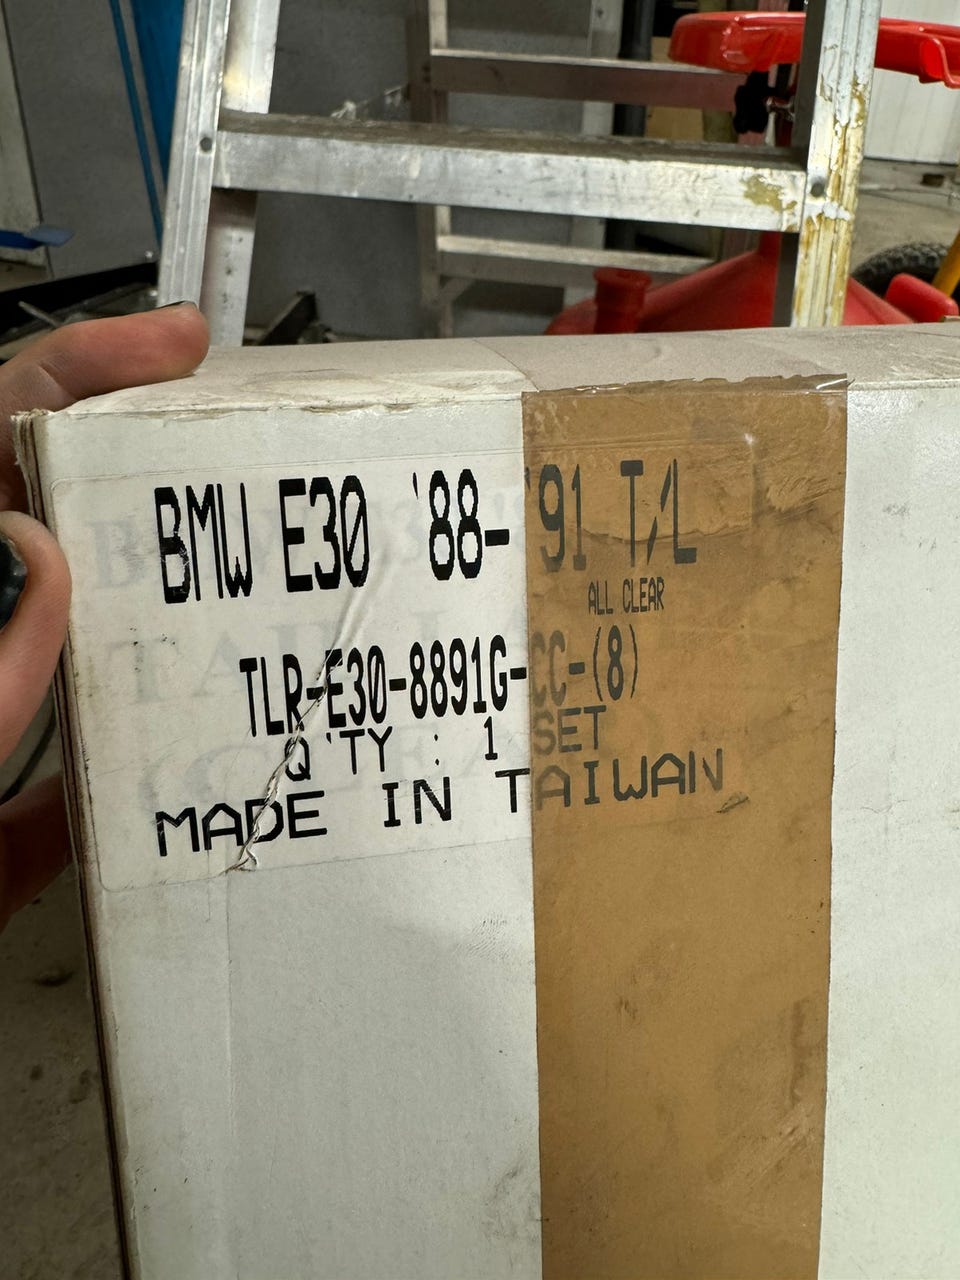 BMW E30 '88-'91 T/L
ALL CLEAR
TLR-E30-8891G-CC-(8)
Q'TY : 1 SET
MADE IN TAIWAN